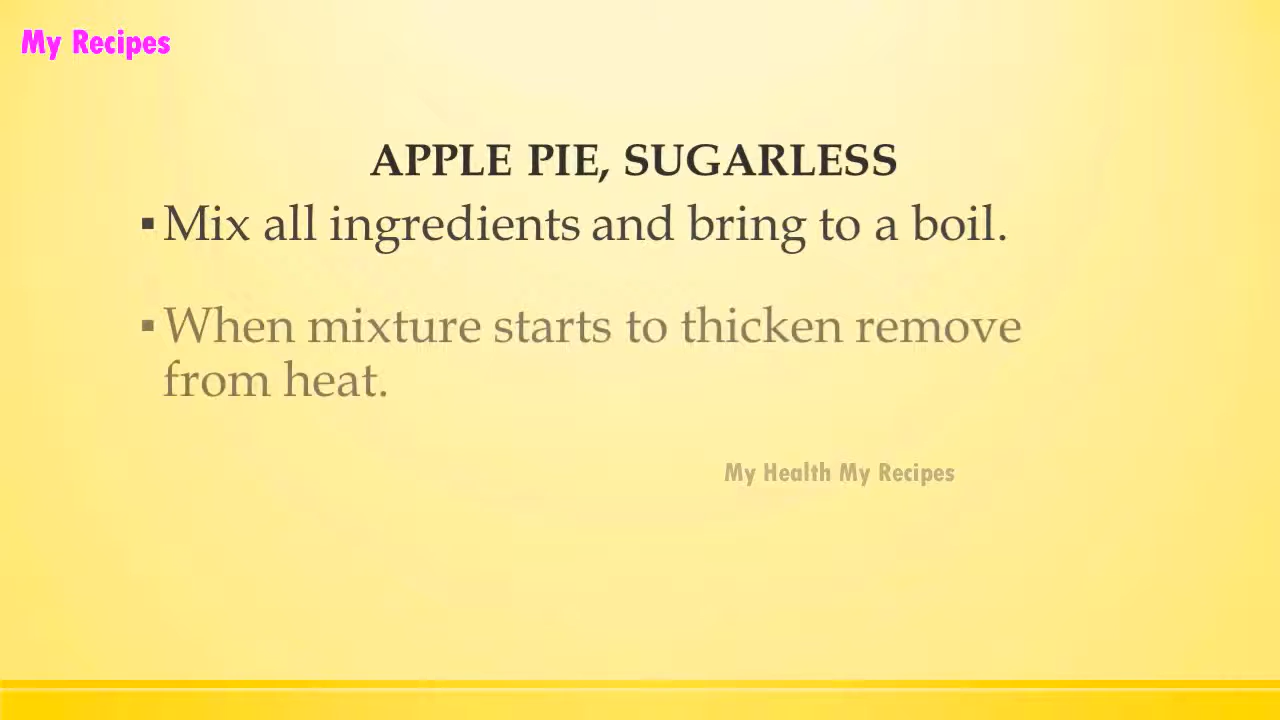 My Recipes
APPLE PIE, SUGARLESS
▪Mix all ingredients and bring to a boil.
▪When mixture starts to thicken remove
from heat.
My Health My Recipes